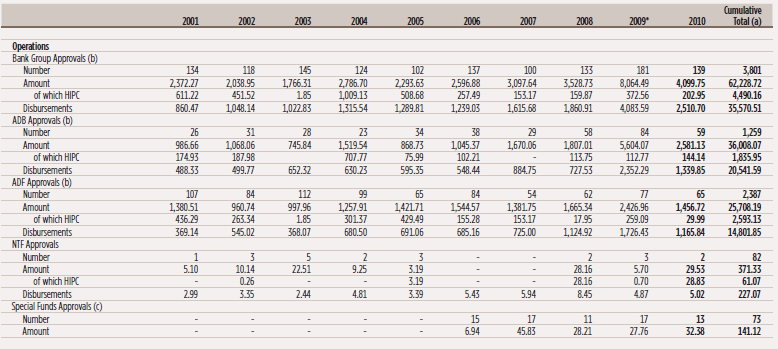 Cumulative
2001 2002 2003 2004 2005 2006 2007 2008 2009* 2010 Total (a)
Operations
Bank Group Approvals (b)
Number 134 118 145 124 102 137 100 133 181 139 3,801
Amount 2,372.27 2,038.95 1,766.31 2,786.70 2,293.63 2,596.88 3,097.64 3,528.73 8,064.49 4,099.75 62,228.72
of which HIPC 611.22 451.52 1.85 1,009.13 508.68 257.49 153.17 159.87 372.56 202.95 4,490.16
Disbursements 860.47 1,048.14 1,022.83 1,315.54 1,289.81 1,239.03 1,615.68 1,860.91 4,083.59 2,510.70 35,570.51
ADB Approvals (b)
Number 26 31 28 23 34 38 29 58 84 59 1,259
Amount 986.66 1,068.06 745.84 1,519.54 868.73 1,045.37 1,670.06 1,807.01 5,604.07 2,581.13 36,008.07
of which HIPC 174.93 187.98 707.77 75.99 102.21 - 113.75 112.77 144.14 1,835.95
Disbursements 488.33 499.77 652.32 630.23 595.35 548.44 884.75 727.53 2,352.29 1,339.85 20,541.59
ADF Approvals (b)
Number 107 84 112 99 65 84 54 62 77 65 2,387
Amount 1,380.51 960.74 997.96 1,257.91 1,421.71 1,544.57 1,381.75 1,665.34 2,426.96 1,456.72 25,708.19
of which HIPC 436.29 263.34 1.85 301.37 429.49 155.28 153.17 17.95 259.09 29.99 2,593.13
Disbursements 369.14 545.02 368.07 680.50 691.06 685.16 725.00 1,124.92 1,726.43 1,165.84 14,801.85
NTF Approvals
Number 1 3 5 2 3 - - 2 3 2 82
Amount 5.10 10.14 22.51 9.25 3.19 - - 28.16 5.70 29.53 371.33
of which HIPC - 0.26 - - 3.19 - - 28.16 0.70 28.83 61.07
Disbursements 2.99 3.35 2.44 4.81 3.39 5.43 5.94 8.45 4.87 5.02 227.07
Special Funds Approvals (c)
Number - - - - - 15 17 11 17 13 73
Amount - - - - - 6.94 45.83 28.21 27.76 32.38 141.12